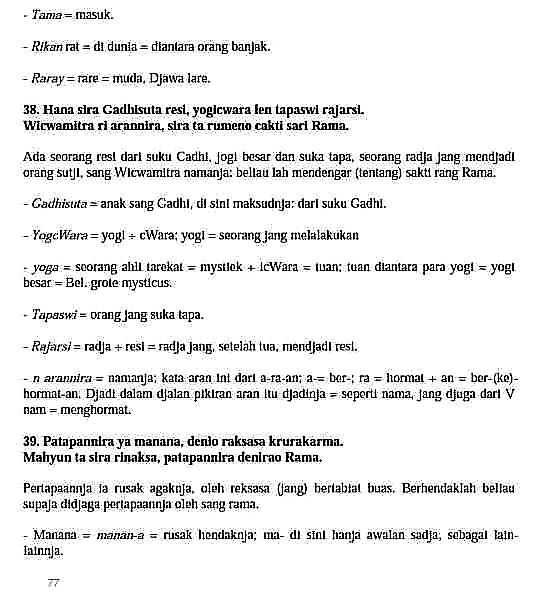 - Tama = masuk.
- Rikan rat = di dunia = diantara orang banjak.
- Raray = rare = muda, Djawa lare.
38. Hana sira Gadhisuta resi, yogicwara len tapaswi rajarsi.
Wicwamitra ri arannira, sira ta rumeno cakti sari Rama.
Ada seorang resi dari suku Cadhi, jogi besar dan suka tapa, seorang radja jang mendjadi
orang sutji, sang Wicwamitra namanja: beliau lah mendengar (tentang) sakti rang Rama.
- Gadhisuta = anak sang Gadhi, di sini maksudnja: dari suku Gadhi.
- YogcWara = yogi + cWara; yogi = seorang jang melalakukan
- yoga = seorang ahli tarekat = mystiek + icWara = tuan; tuan diantara para yogi = yogi
besar = Bel. grote mysticus.
- Tapaswi = orang jang suka tapa.
- Rajarsi = radja + resi = radja jang, setelah tua, mendjadi resi.
- n arannira = namanja; kata aran ini dari a-ra-an; a-= ber-; ra = hormat + an = ber-(ke)-
hormat-an. Djadi dalam djalan pikiran aran itu djadinja = seperti nama, jang djuga dari V
nam = menghormat.
39. Patapannira ya manana, denio raksasa krurakarma.
Mahyun ta sira rinaksa, patapannira denirao Rama.
Pertapaannja ia rusak agaknja, oleh reksasa (jang) bertabiat buas. Berhendaklah beliau
supaja didjaga pertapaannja oleh sang rama.
- Manana = manan-a = rusak hendaknja; ma- di sini hanja awalan sadja, sebagai lain-
lainnja.
77